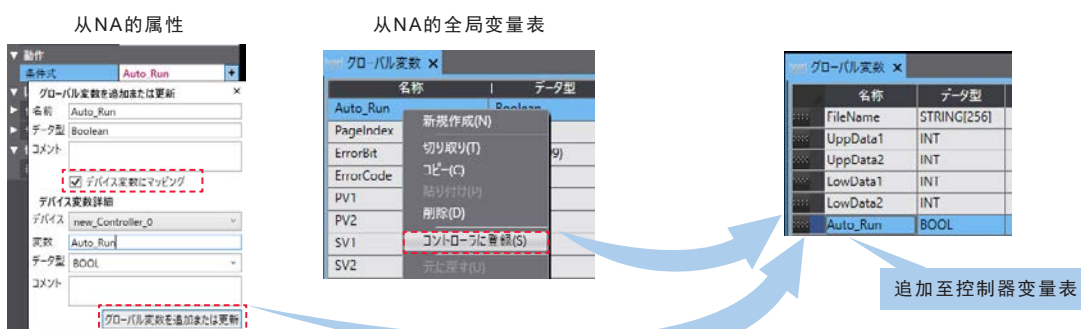 从NA的属性
▼ 動作
条件式 Auto_Run +
グローバル変数を追加または更新 ×
名前 Auto_Run
データ型 Boolean
コメント
デバイス変数にマッピング
デバイス変数詳細
デバイス new_Controller_0
変数 Auto_Run
データ型 BOOL
コメント
グローバル変数を追加または更新
从NA的全局变量表
グローバル変数 ×
名称 データ型
Auto_Run Boolean
PageIndex
ErrorBit 9)
ErrorCode
PV1
PV2
SV1
SV2
新規作成(N)
切り取り(T)
コピー(C)
貼り付け(P)
削除(D)
コントローラに登録(S)
元に戻す(U)
グローバル変数 ×
名称 データ型
FileName STRING[256]
UppData1 INT
UppData2 INT
LowData1 INT
LowData2 INT
Auto_Run BOOL
追加至控制器变量表